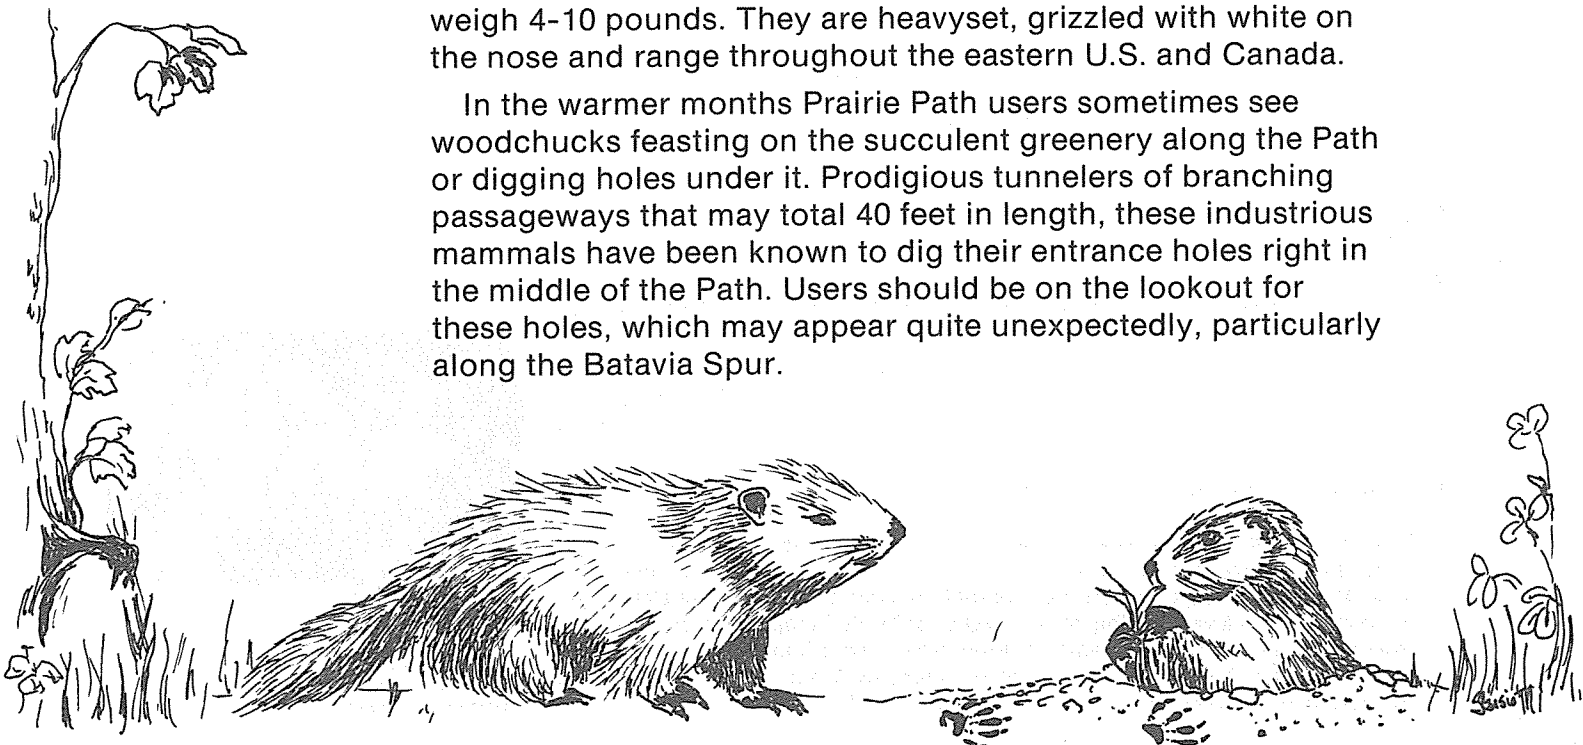 weigh 4-10 pounds. They are heavyset, grizzled with white on
the nose and range throughout the eastern U.S. and Canada.
In the warmer months Prairie Path users sometimes see
woodchucks feasting on the succulent greenery along the Path
or digging holes under it. Prodigious tunnelers of branching
passageways that may total 40 feet in length, these industrious
mammals have been known to dig their entrance holes right in
the middle of the Path. Users should be on the lookout for
these holes, which may appear quite unexpectedly, particularly
along the Batavia Spur.